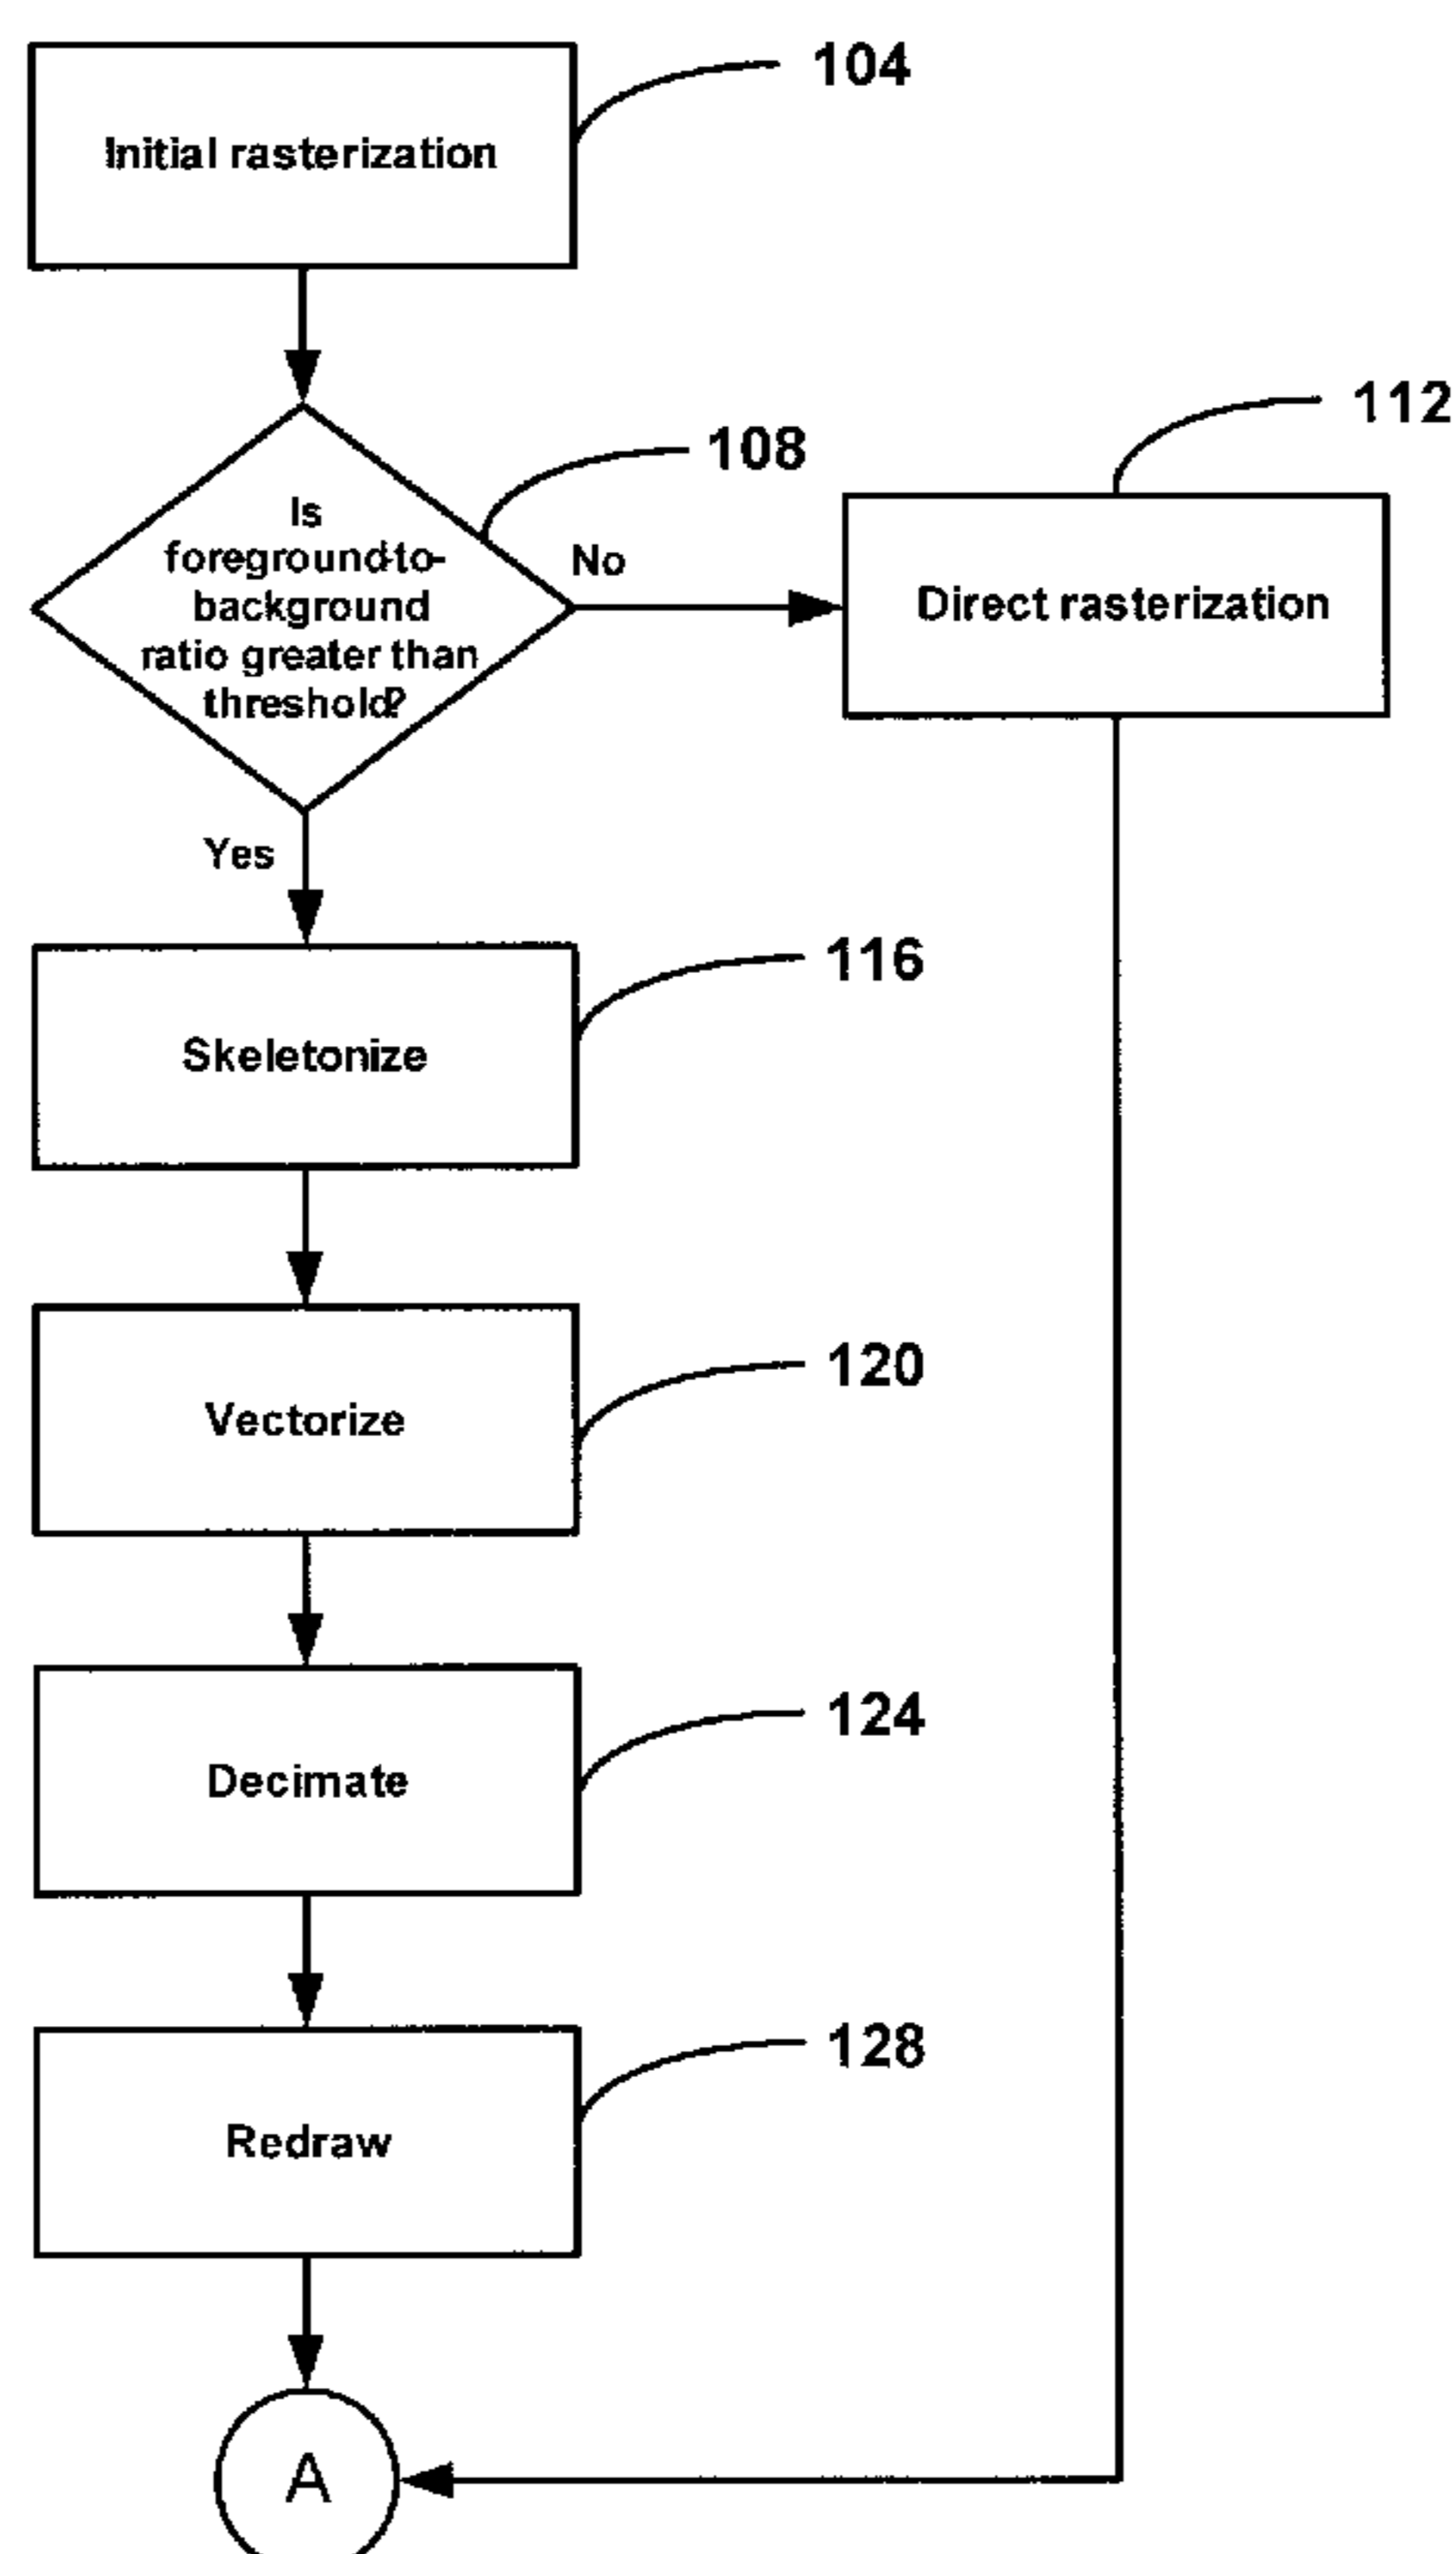 104
Initial rasterization
112
108
Is
foreground-to-
background
ratio greater than
threshold?
No
Direct rasterization
Yes
116
Skeletonize
120
Vectorize
124
Decimate
128
Redraw
A